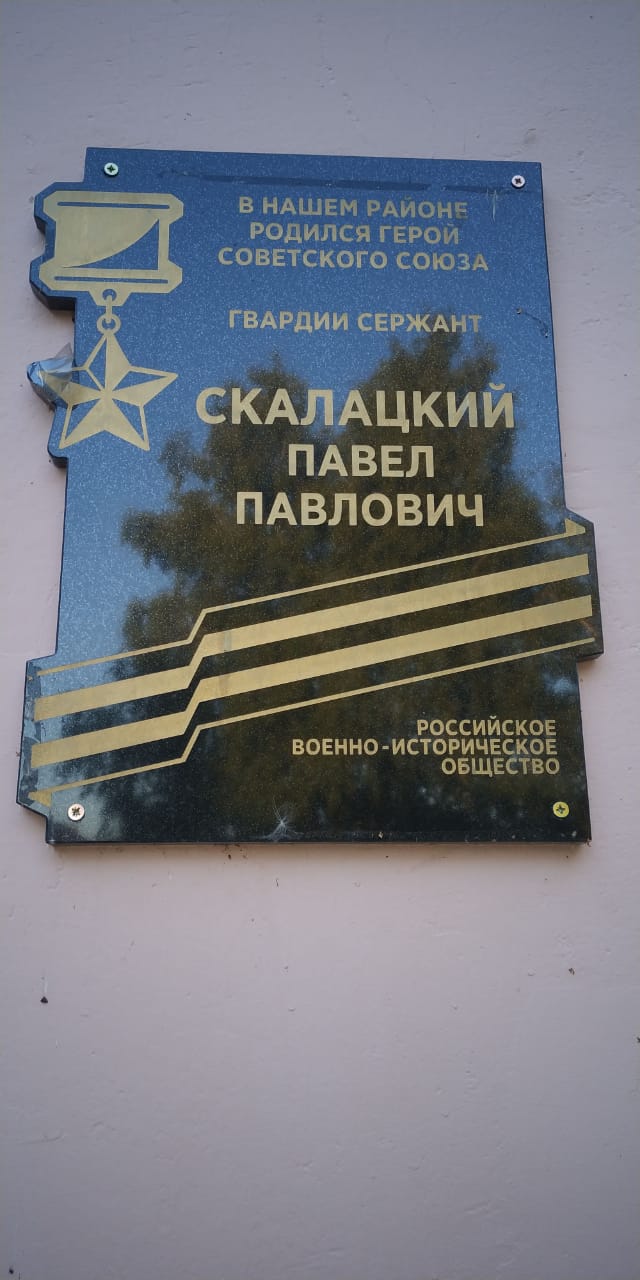 В НАШЕМ РАЙОНЕ
РОДИЛСЯ ГЕРОЙ
СОВЕТСКОГО СОЮЗА
ГВАРДИИ СЕРЖАНТ
СКАЛАЦКИЙ
ПАВЕЛ
ПАВЛОВИЧ
РОССИЙСКОЕ
ВОЕННО-ИСТОРИЧЕСКОЕ
ОБЩЕСТВО